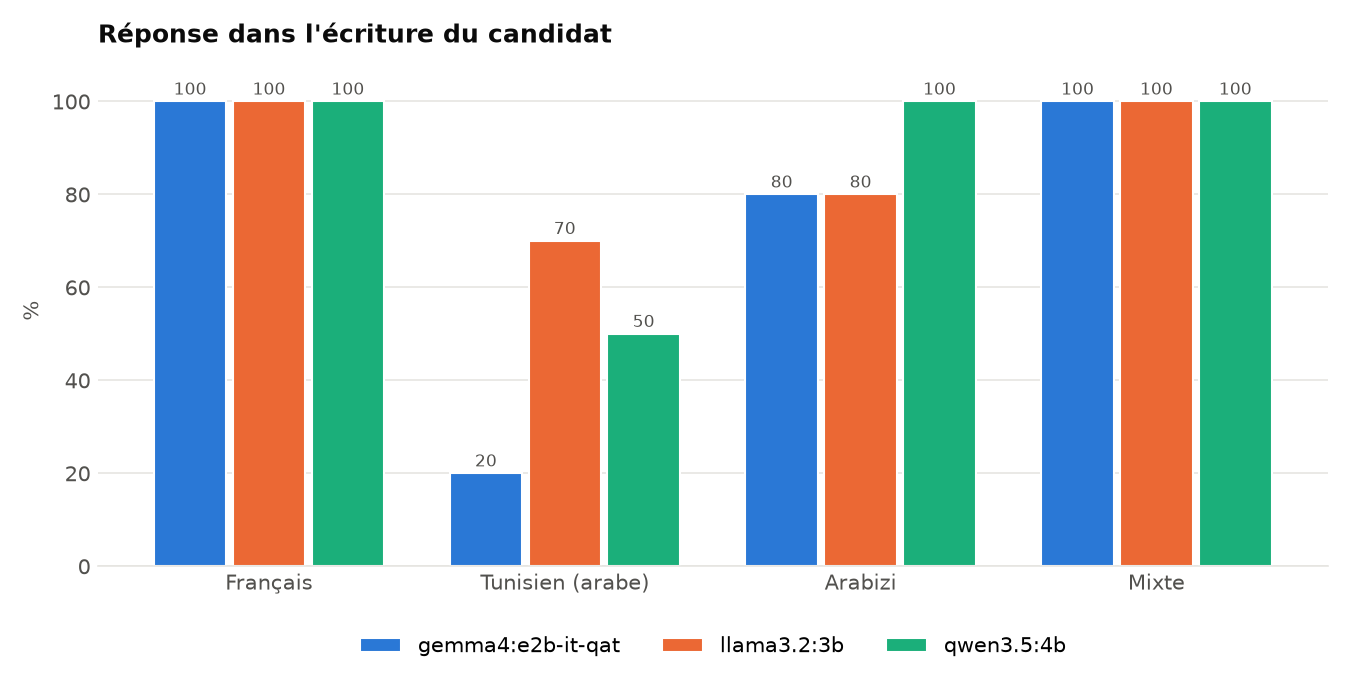 Réponse dans l'écriture du candidat
100 100 100 100 100 100 100
80 80
70
50
20
100
80
60
40
20
0
%
Français Tunisien (arabe) Arabizi Mixte
gemma4:e2b-it-qat llama3.2:3b qwen3.5:4b